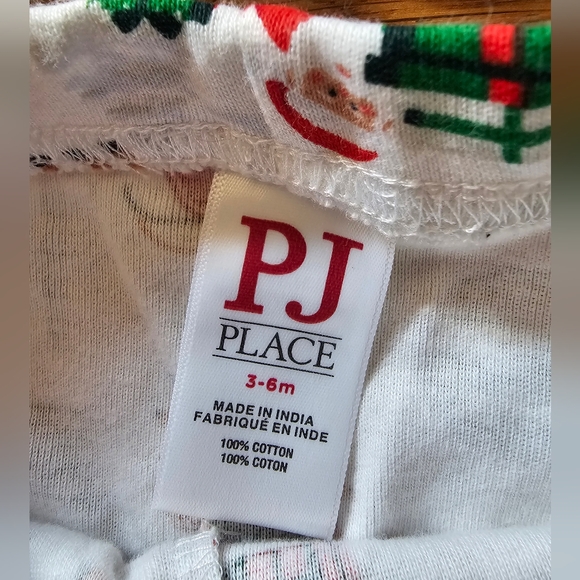 PJ
PLACE
3-6m
MADE IN INDIA
FABRIQUÉ EN INDE
100% COTTON
100% COTON